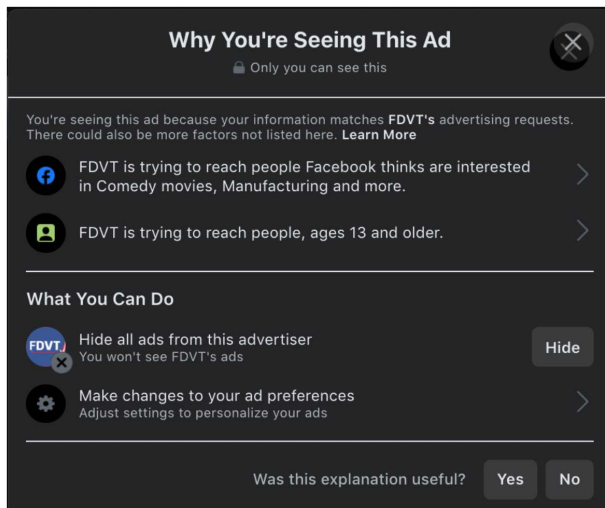 Why You're Seeing This Ad
Only you can see this
You're seeing this ad because your information matches FDVT's advertising requests.
There could also be more factors not listed here. Learn More
FDVT is trying to reach people Facebook thinks are interested
in Comedy movies, Manufacturing and more.
FDVT is trying to reach people, ages 13 and older.
What You Can Do
FDVT
Hide all ads from this advertiser
You won't see FDVT's ads
Hide
Make changes to your ad preferences
Adjust settings to personalize your ads
Was this explanation useful?
Yes
No